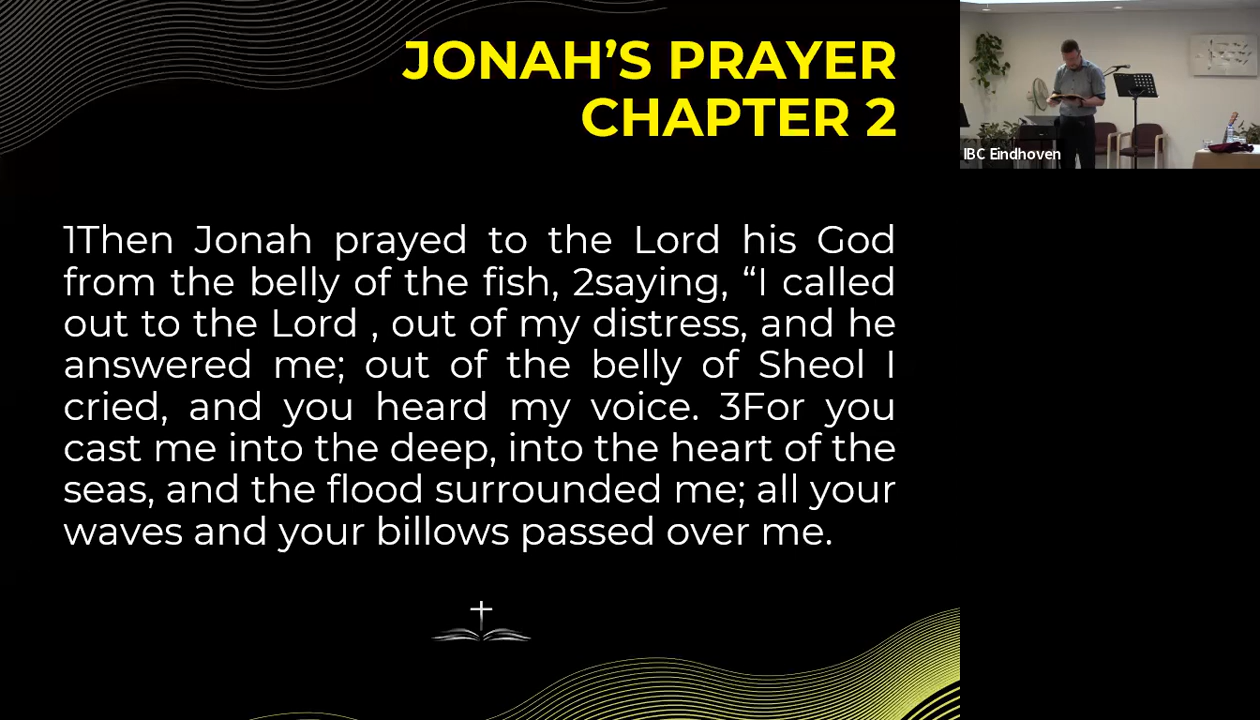 JONAH’S PRAYER
CHAPTER 2
1Then Jonah prayed to the Lord his God
from the belly of the fish, 2saying, “I called
out to the Lord , out of my distress, and he
answered me; out of the belly of Sheol I
cried, and you heard my voice. 3For you
cast me into the deep, into the heart of the
seas, and the flood surrounded me; all your
waves and your billows passed over me.
IBC Eindhoven